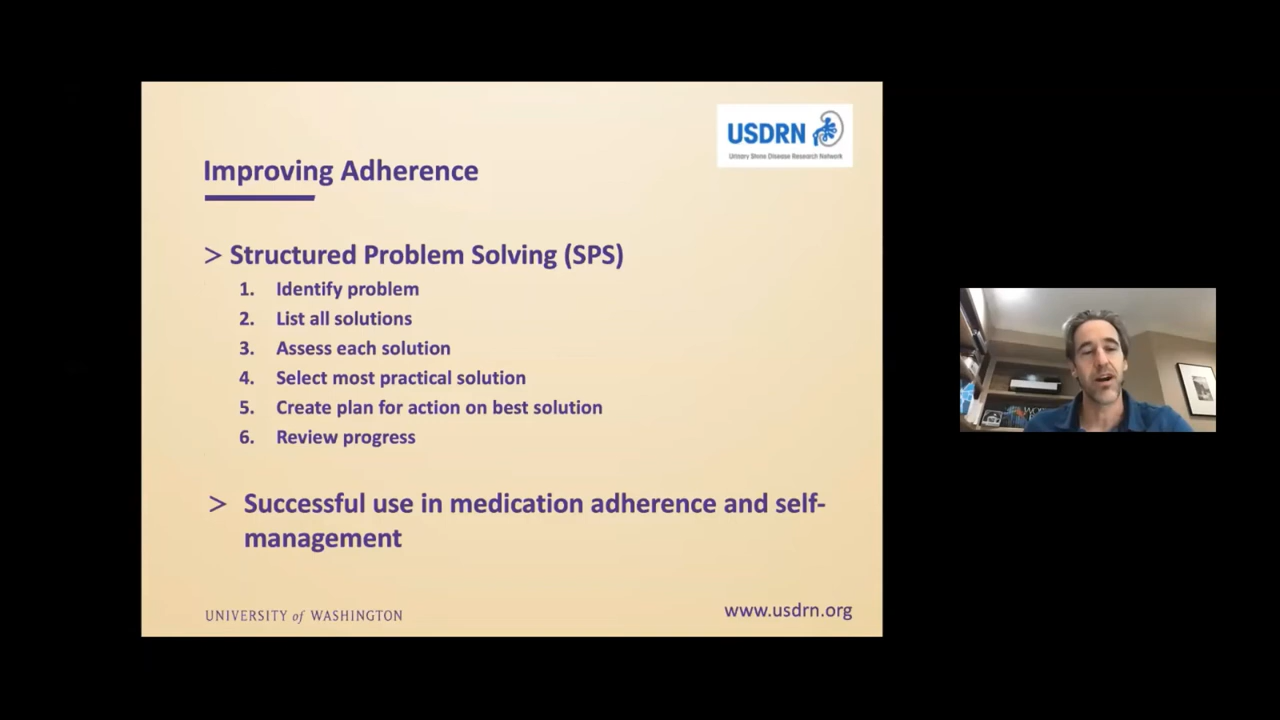 USDRN
Urinary Stone Disease Research Network
Improving Adherence
> Structured Problem Solving (SPS)
1. Identify problem
2. List all solutions
3. Assess each solution
4. Select most practical solution
5. Create plan for action on best solution
6. Review progress
> Successful use in medication adherence and self-
management
UNIVERSITY of WASHINGTON
www.usdrn.org